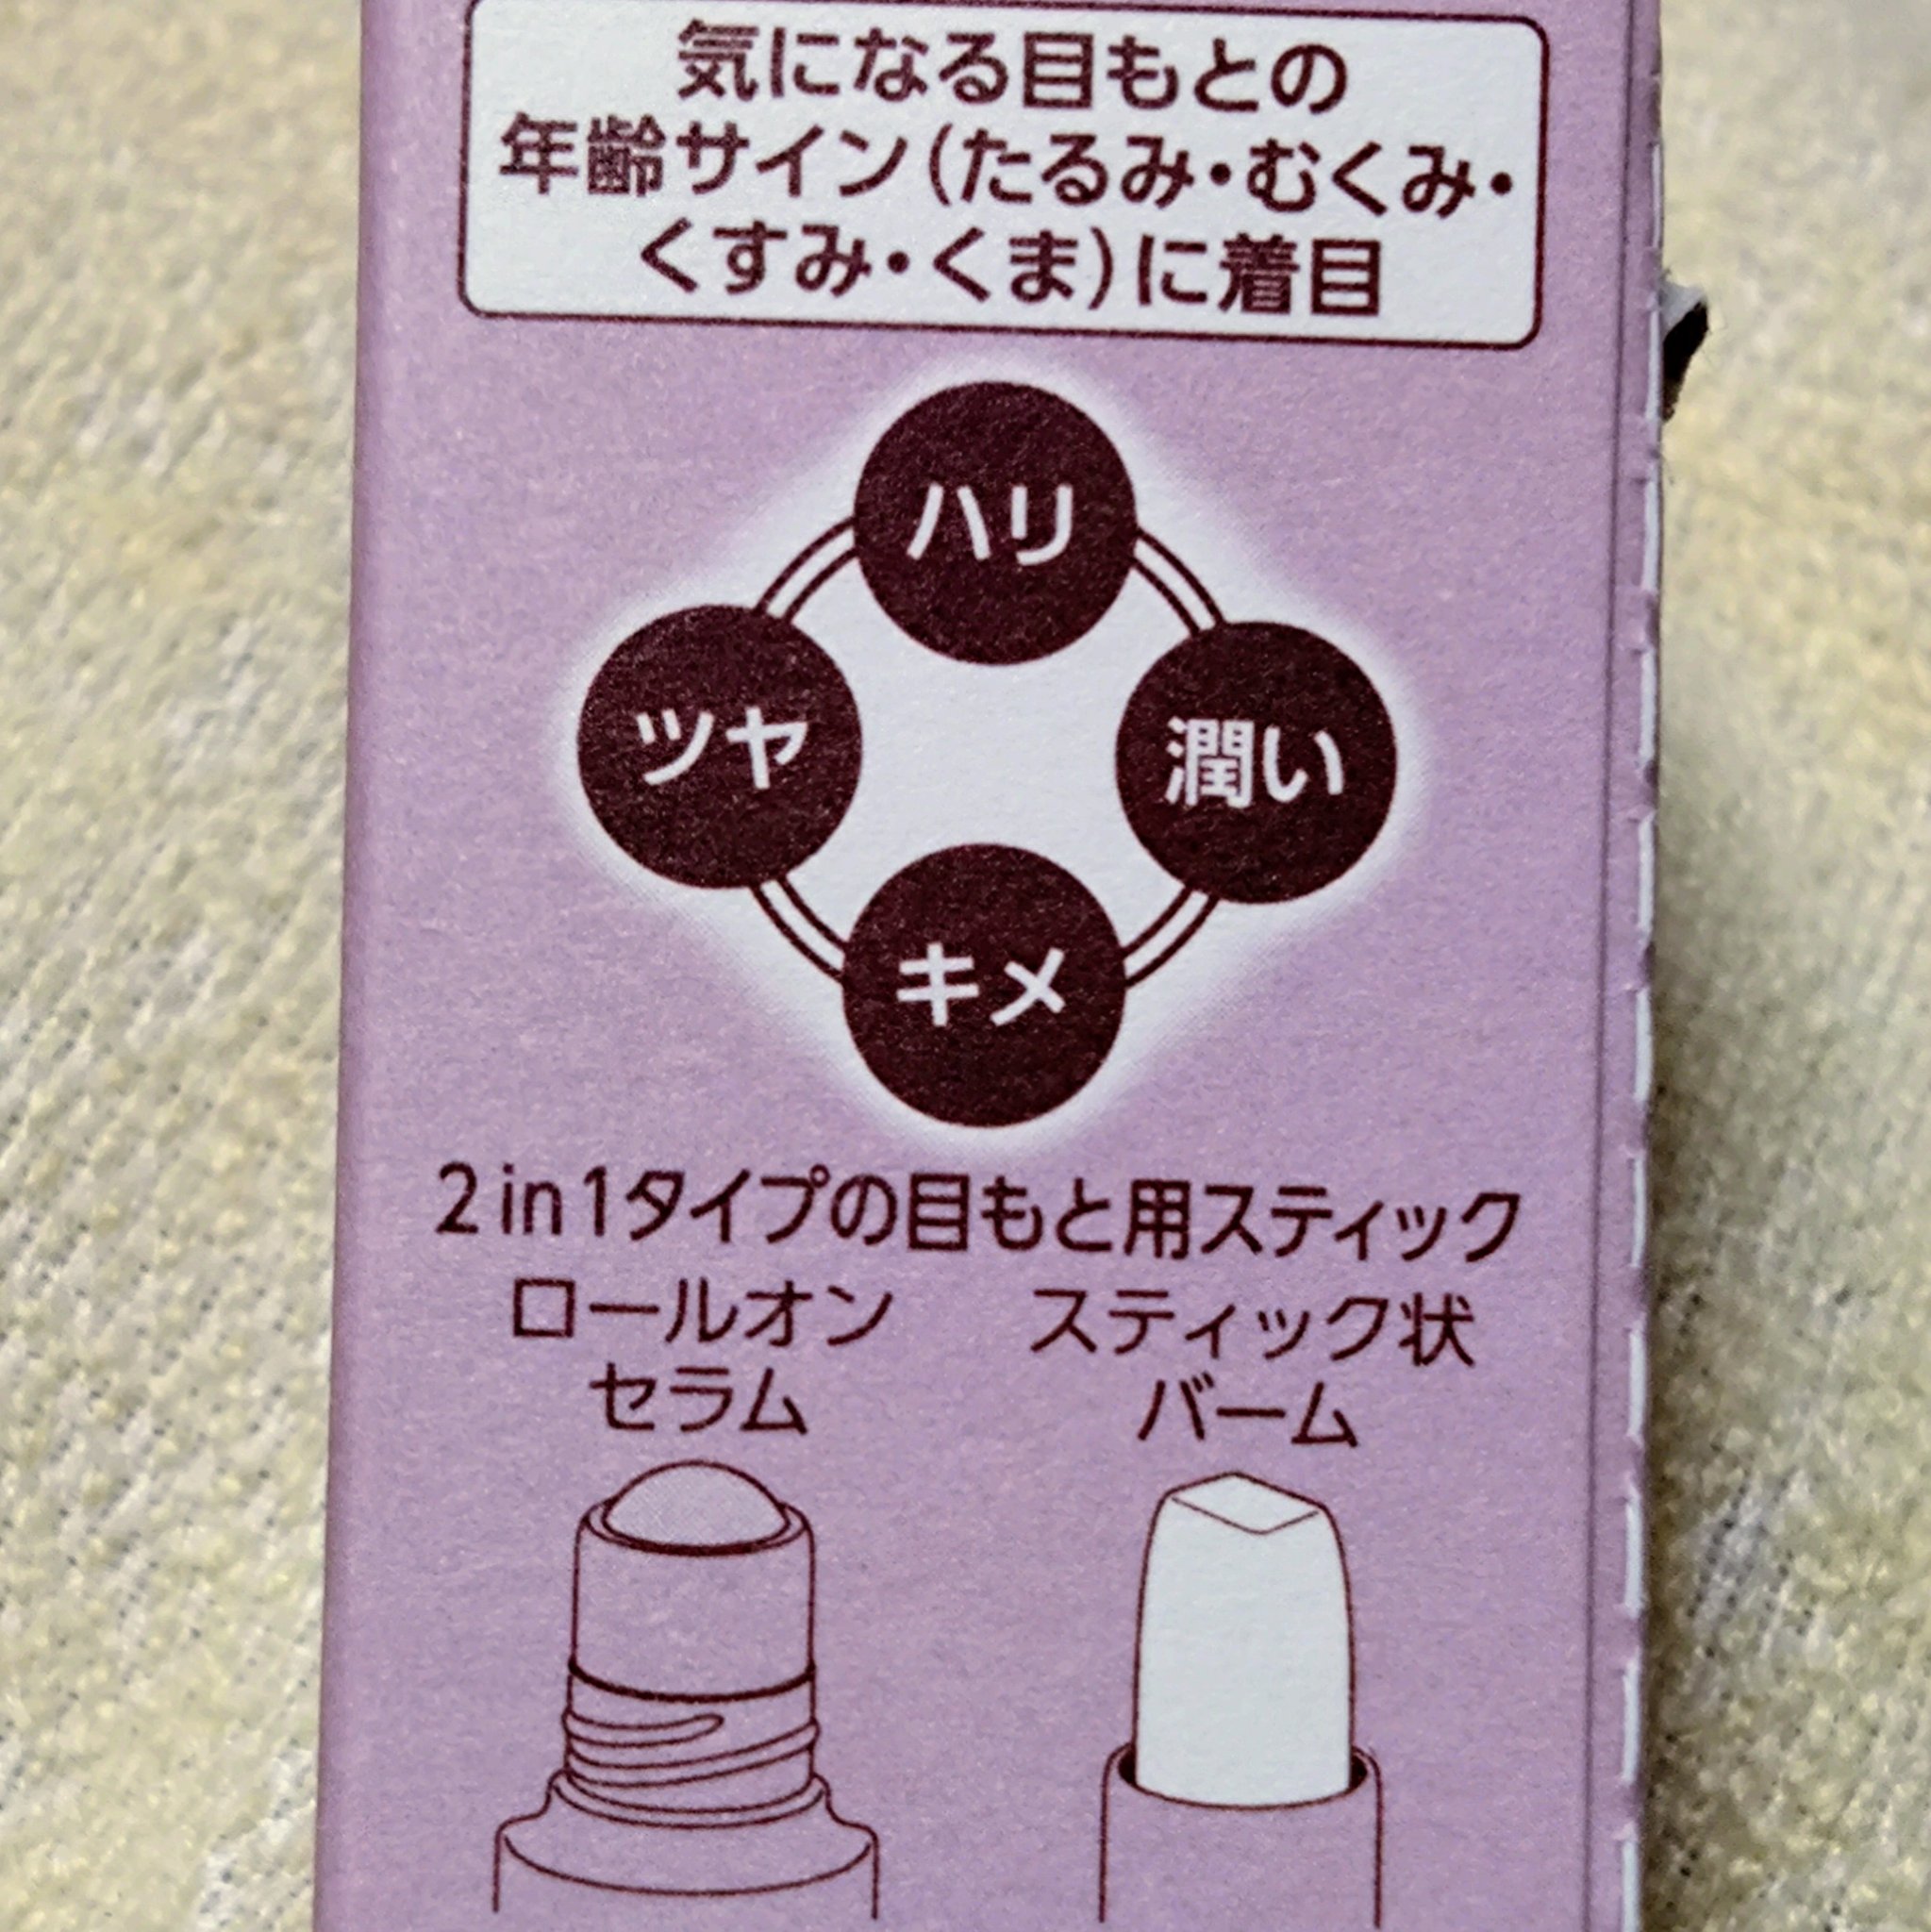 気になる目もとの
年齢サイン(たるみ・むくみ・
くすみ・くま)に着目
ハリ
ツヤ
潤い
キメ
2in1タイプの目もと用スティック
ロールオン
セラム
スティック状
バーム